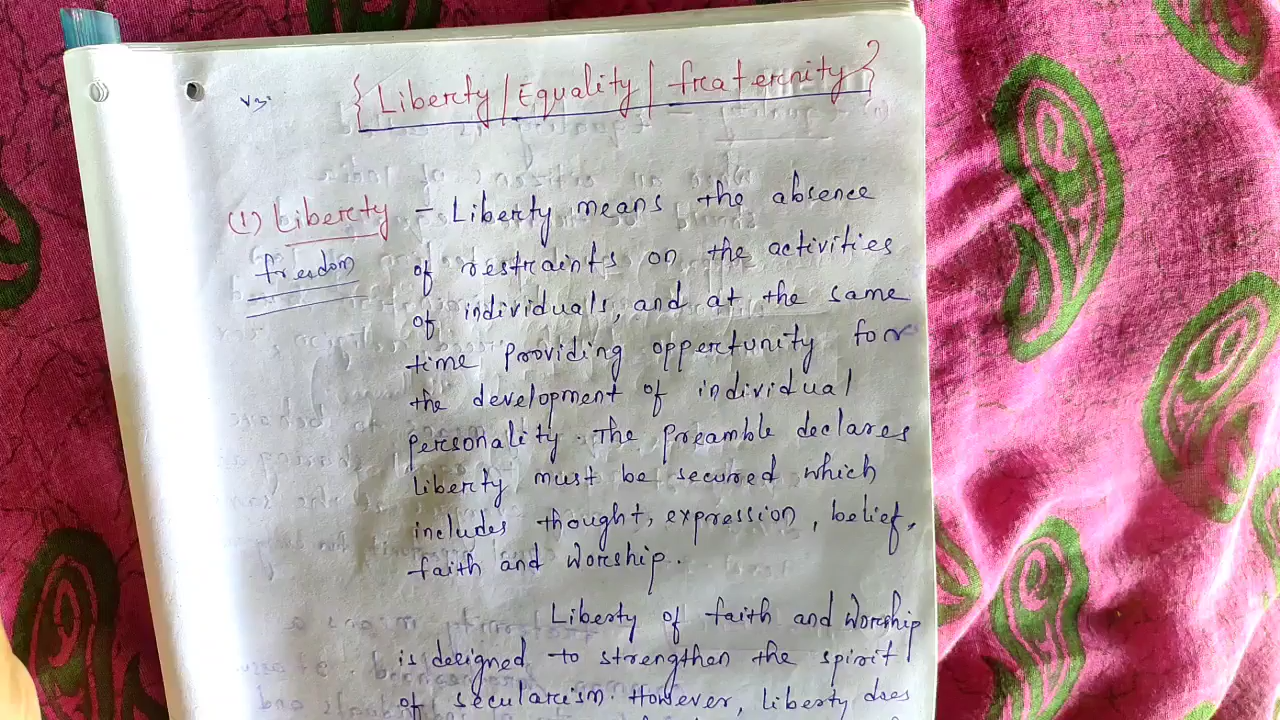 {Liberty/Equality/fraternity}
(1) Liberty - Liberty means the absence
freedom of restraints on the activities
of individuals, and at the same
time providing oppertunity for
the development of individual
personality. The preamble declares
liberty must be secured which
includes thought, expression, belief,
faith and worship.
Liberty of faith and worship
is designed to strengthen the spirit
of secularism. However, liberty does